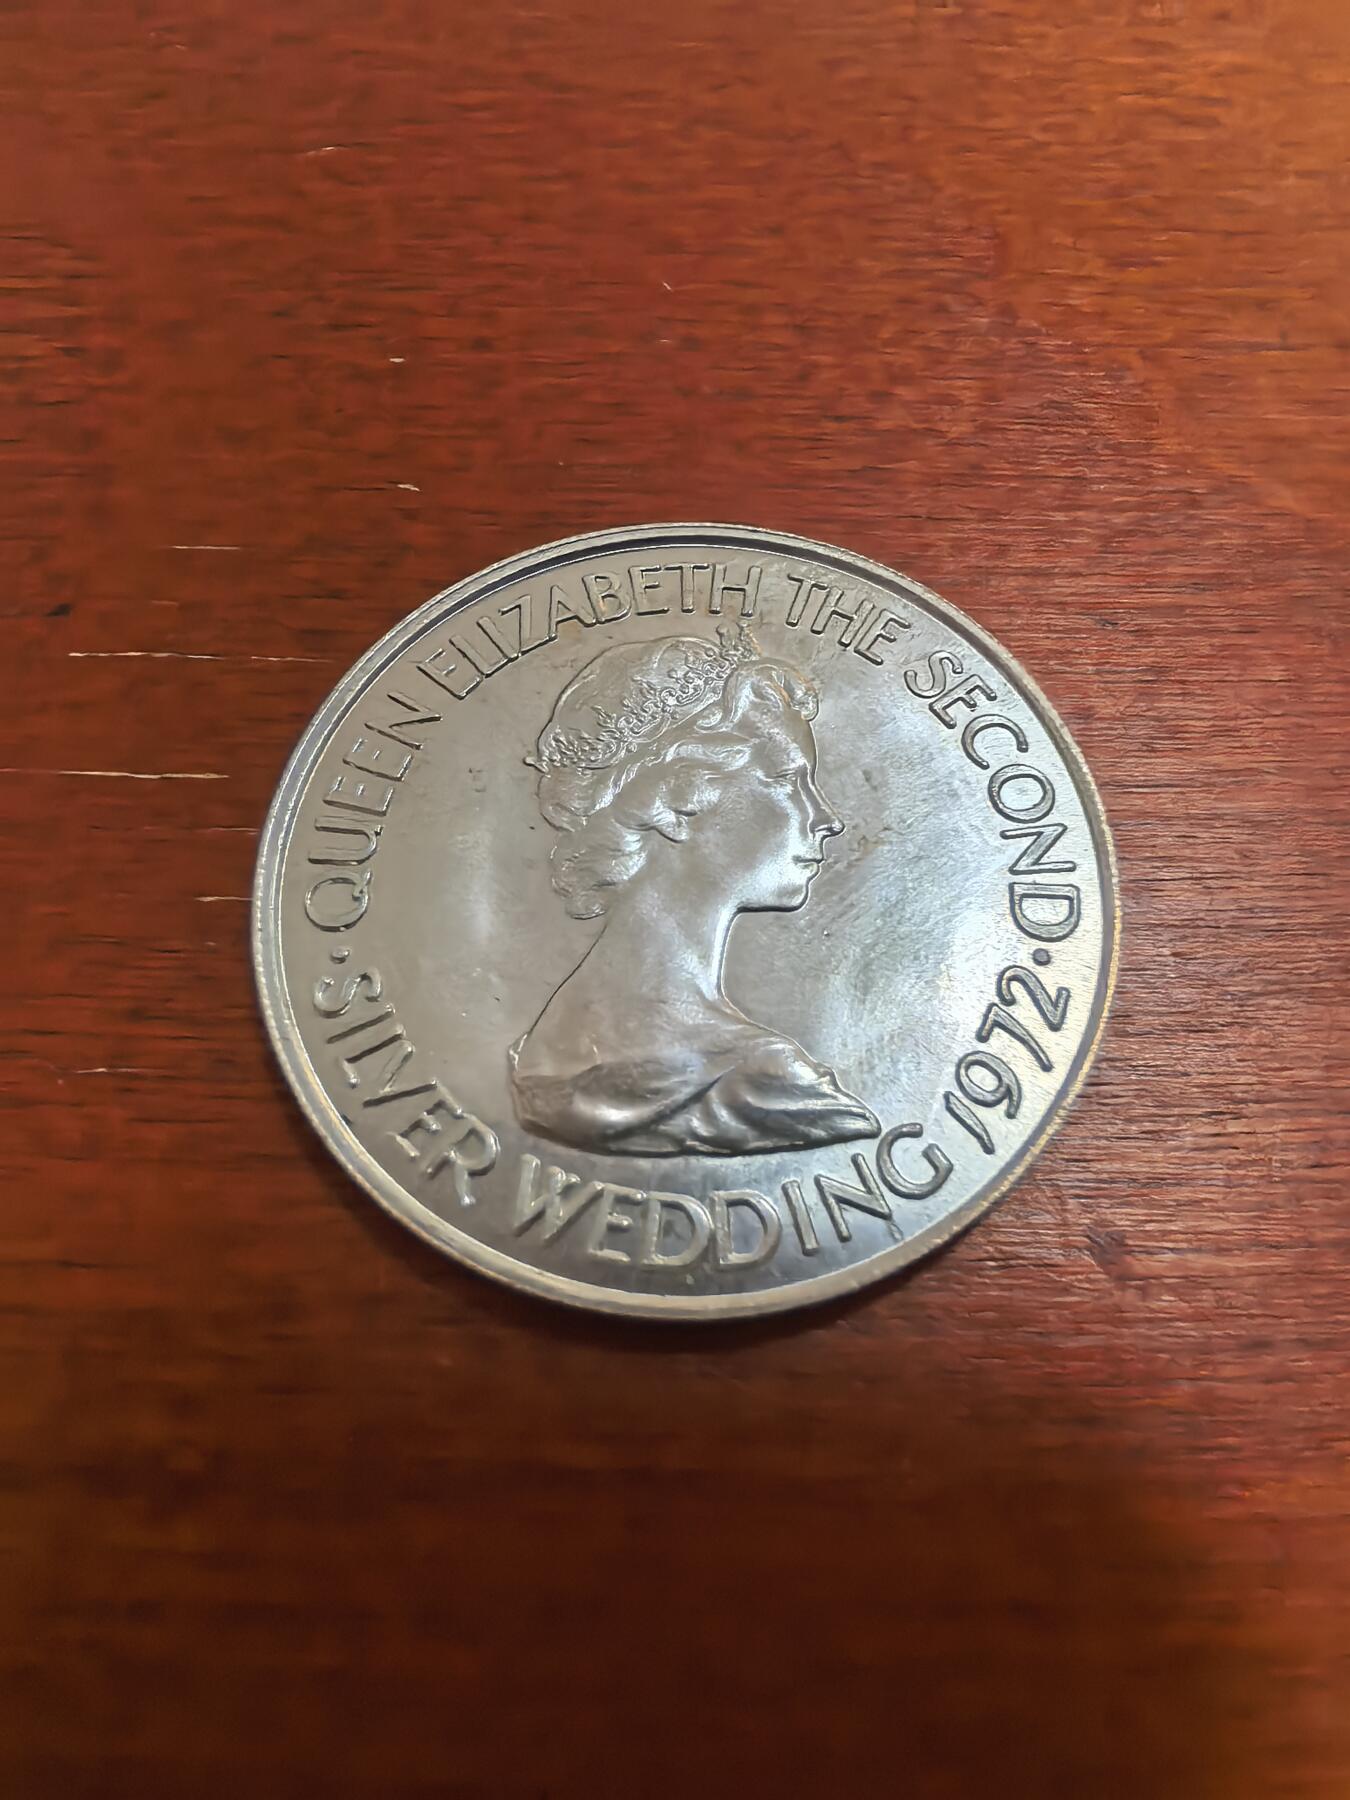 ·QUEEN ELIZABETH THE SECOND·
SILVER WEDDING 1972